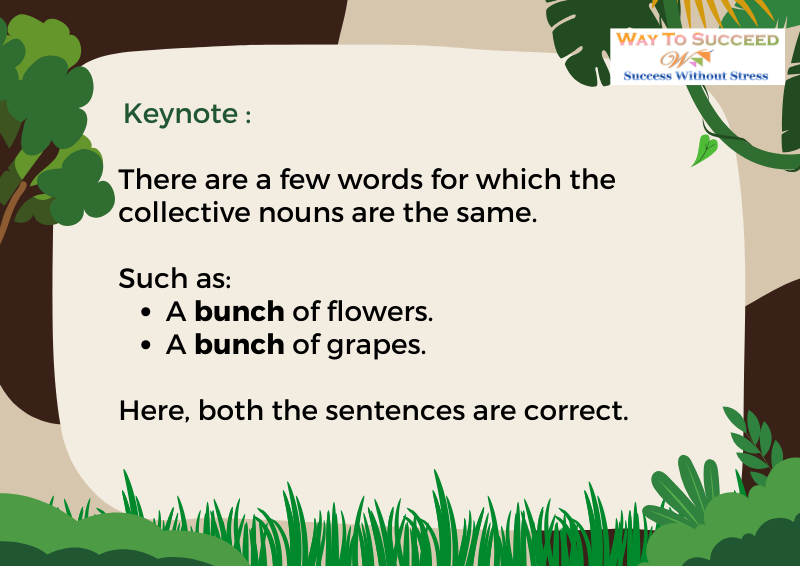 WAY TO SUCCEED
Success Without Stress
Keynote :
There are a few words for which the
collective nouns are the same.
Such as:
• A bunch of flowers.
• A bunch of grapes.
Here, both the sentences are correct.